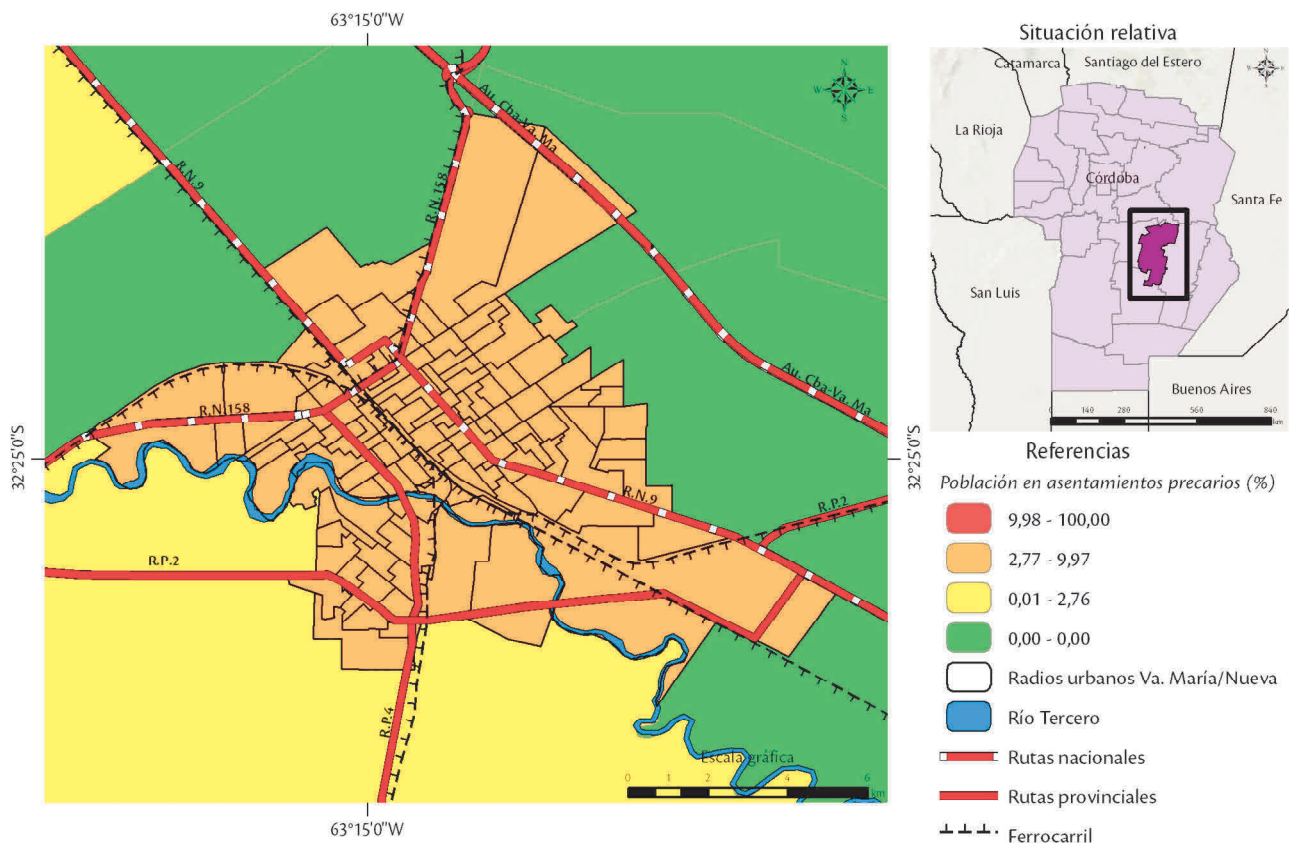 63°15'0"W
Situación relativa
N
W E
S
Catamarca
Santiago del Estero
La Rioja
Córdoba
Santa Fe
San Luis
Buenos Aires
0 140 280 560 840
km
N
W E
S
Au. Cba-Va. Ma
R.N.9
R.N.158
Au. Cba-Va. Ma
R.N.158
32°25'0"S
32°25'0"S
R.N.9
R.P.2
R.P.2
R.P.4
Escala gráfica
0 1 2 4 6
km
63°15'0"W
Referencias
Población en asentamientos precarios (%)
9,98 - 100,00
2,77 - 9,97
0,01 - 2,76
0,00 - 0,00
Radios urbanos Va. María/Nueva
Río Tercero
Rutas nacionales
Rutas provinciales
Ferrocarril